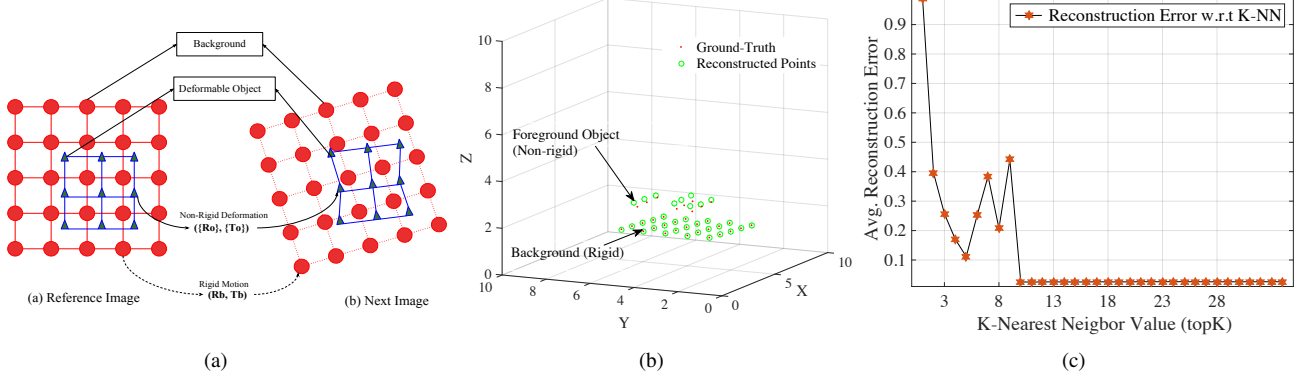 Background
Deformable Object
Non-Rigid Deformation
({Ro}, {To})
Rigid Motion
(Rb, Tb)
(a) Reference Image
(b) Next Image
(a)
10
8
6
4
2
0
Z
10
8
6
4
2
0
Y
0
5
10
X
Ground-Truth
Reconstructed Points
Foreground Object
(Non-rigid)
Background (Rigid)
(b)
Reconstruction Error w.r.t K-NN
0.9
0.8
0.7
0.6
0.5
0.4
0.3
0.2
0.1
Avg. Reconstruction Error
3
8
13
18
23
28
K-Nearest Neigbor Value (topK)
(c)